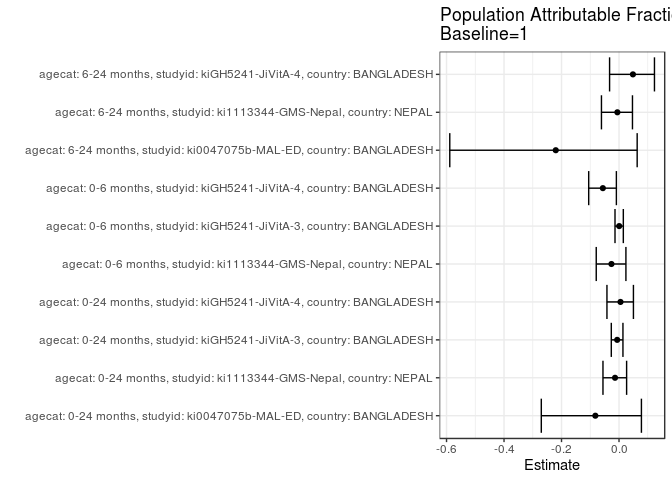 Population Attributable Fracti
Baseline=1
agecat: 6-24 months, studyid: kiGH5241-JiVitA-4, country: BANGLADESH
agecat: 6-24 months, studyid: ki1113344-GMS-Nepal, country: NEPAL
agecat: 6-24 months, studyid: ki0047075b-MAL-ED, country: BANGLADESH
agecat: 0-6 months, studyid: kiGH5241-JiVitA-4, country: BANGLADESH
agecat: 0-6 months, studyid: kiGH5241-JiVitA-3, country: BANGLADESH
agecat: 0-6 months, studyid: ki1113344-GMS-Nepal, country: NEPAL
agecat: 0-24 months, studyid: kiGH5241-JiVitA-4, country: BANGLADESH
agecat: 0-24 months, studyid: kiGH5241-JiVitA-3, country: BANGLADESH
agecat: 0-24 months, studyid: ki1113344-GMS-Nepal, country: NEPAL
agecat: 0-24 months, studyid: ki0047075b-MAL-ED, country: BANGLADESH
-0.6 -0.4 -0.2 0.0
Estimate